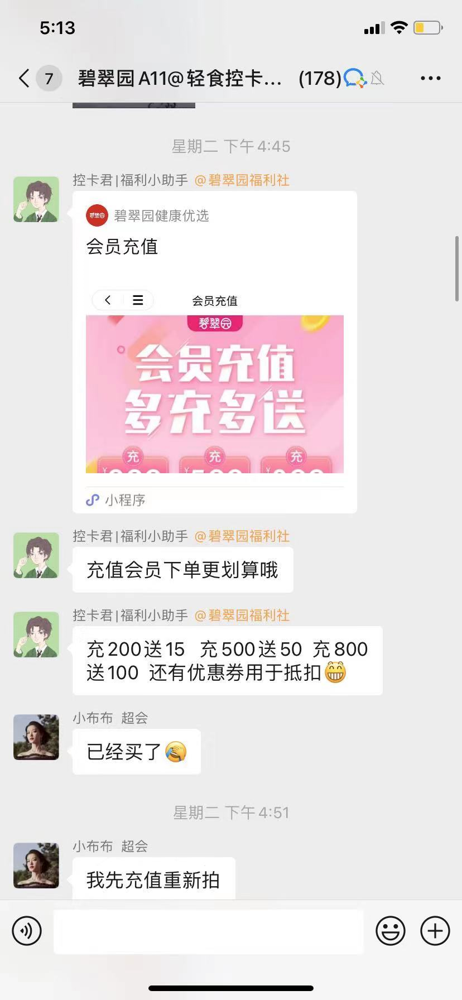 5:13
7
碧翠园A11@轻食控卡... (178)
星期二 下午4:45
控卡君|福利小助手 @碧翠园福利社
碧翠园
碧翠园健康优选
会员充值
会员充值
碧翠园
会员充值
多充多送
充 充 充
小程序
控卡君|福利小助手 @碧翠园福利社
充值会员下单更划算哦
控卡君|福利小助手 @碧翠园福利社
充200送15 充500送50 充800
送100 还有优惠券用于抵扣😁
小布布 超会
已经买了🤦
星期二 下午4:51
小布布 超会
我先充值重新拍